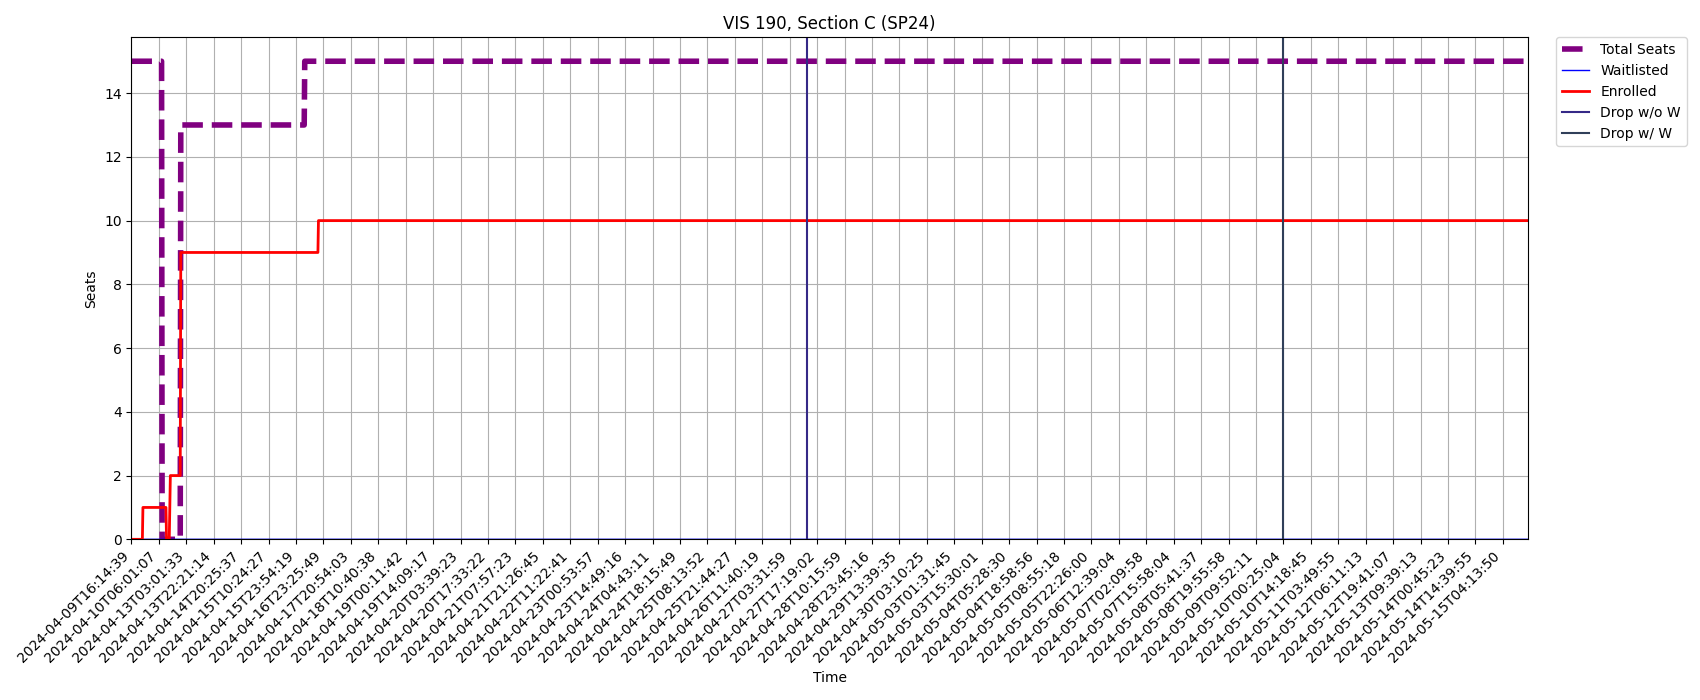 VIS 190, Section C (SP24)
Total Seats
Waitlisted
Enrolled
Drop w/o W
Drop w/ W
Seats
14
12
10
8
6
4
2
0
2024-04-09T16:14:39
2024-04-10T06:01:07
2024-04-13T03:01:33
2024-04-13T22:21:14
2024-04-14T20:25:37
2024-04-15T10:24:27
2024-04-15T23:54:19
2024-04-16T23:25:49
2024-04-17T20:54:03
2024-04-18T10:40:38
2024-04-19T00:11:42
2024-04-19T14:09:17
2024-04-20T03:39:23
2024-04-20T17:33:22
2024-04-21T07:57:23
2024-04-21T21:26:45
2024-04-22T11:22:41
2024-04-23T00:53:57
2024-04-23T14:49:16
2024-04-24T04:43:11
2024-04-24T18:15:49
2024-04-25T08:13:52
2024-04-25T21:44:27
2024-04-26T11:40:19
2024-04-27T03:31:59
2024-04-27T17:19:02
2024-04-28T10:15:59
2024-04-28T23:45:16
2024-04-29T13:39:35
2024-04-30T03:10:25
2024-05-03T01:31:45
2024-05-03T15:30:01
2024-05-04T05:28:30
2024-05-04T18:58:56
2024-05-05T08:55:18
2024-05-05T22:26:00
2024-05-06T12:39:04
2024-05-07T02:09:58
2024-05-07T15:58:04
2024-05-08T05:41:37
2024-05-08T19:55:58
2024-05-09T09:52:11
2024-05-10T00:25:04
2024-05-10T14:18:45
2024-05-11T03:49:55
2024-05-12T06:11:13
2024-05-12T19:41:07
2024-05-13T09:39:13
2024-05-14T00:45:23
2024-05-14T14:39:55
2024-05-15T04:13:50
Time